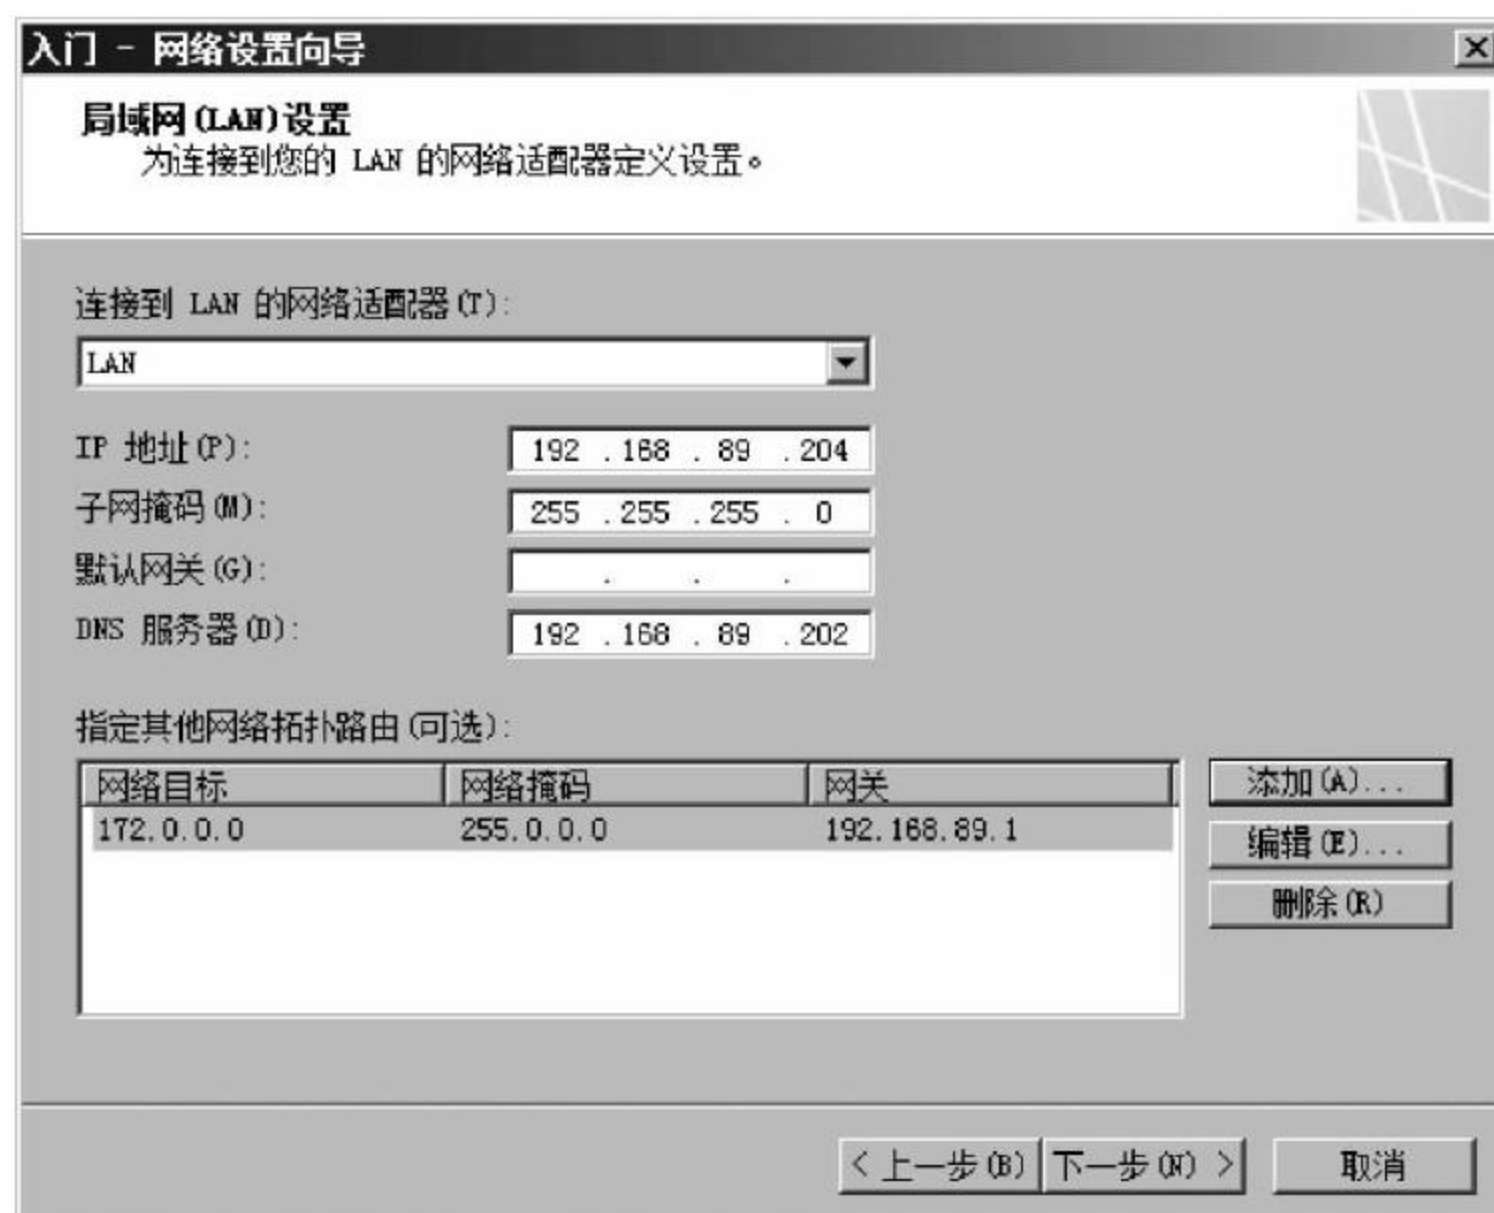 入门 - 网络设置向导
局域网(LAN)设置
为连接到您的 LAN 的网络适配器定义设置。
连接到 LAN 的网络适配器(T):
LAN
IP 地址(P): 192 .168 . 89 .204
子网掩码(M): 255 .255 .255 . 0
默认网关(G): . . .
DNS 服务器(D): 192 .168 . 89 .202
指定其他网络拓扑路由(可选):
网络目标 网络掩码 网关 添加(A)...
172.0.0.0 255.0.0.0 192.168.89.1
编辑(E)...
删除(R)
< 上一步(B) 下一步(N) > 取消